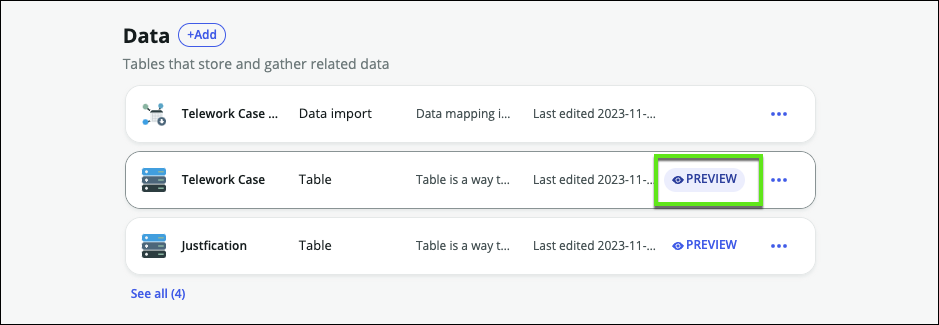 Data +Add
Tables that store and gather related data
Telework Case ... Data import Data mapping i... Last edited 2023-11-...
Telework Case Table Table is a way t... Last edited 2023-11-... PREVIEW
Justfication Table Table is a way t... Last edited 2023-11-... PREVIEW
See all (4)